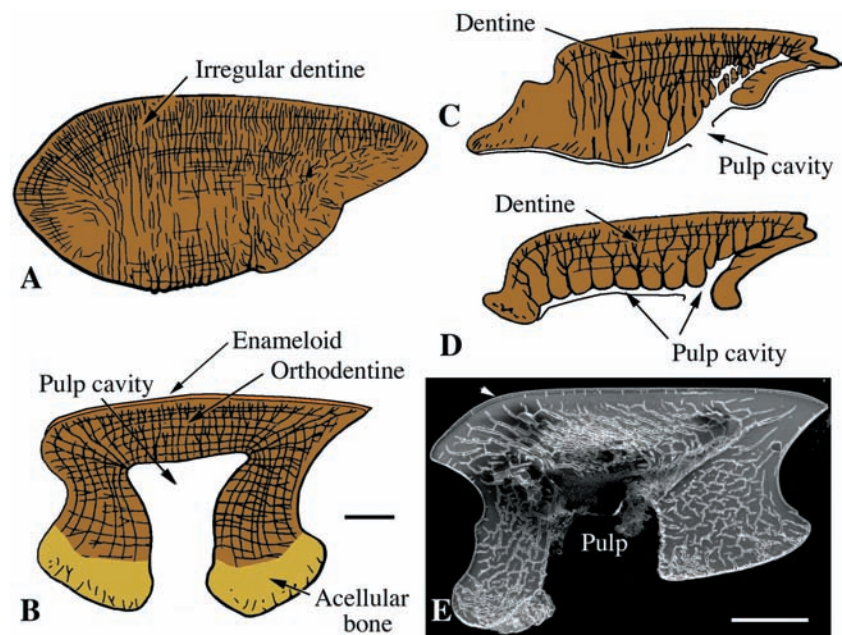 Irregular dentine
A
Dentine
C
Pulp cavity
Dentine
D
Pulp cavity
Enameloid
Orthodentine
Pulp cavity
Acellular
bone
B
Pulp
E